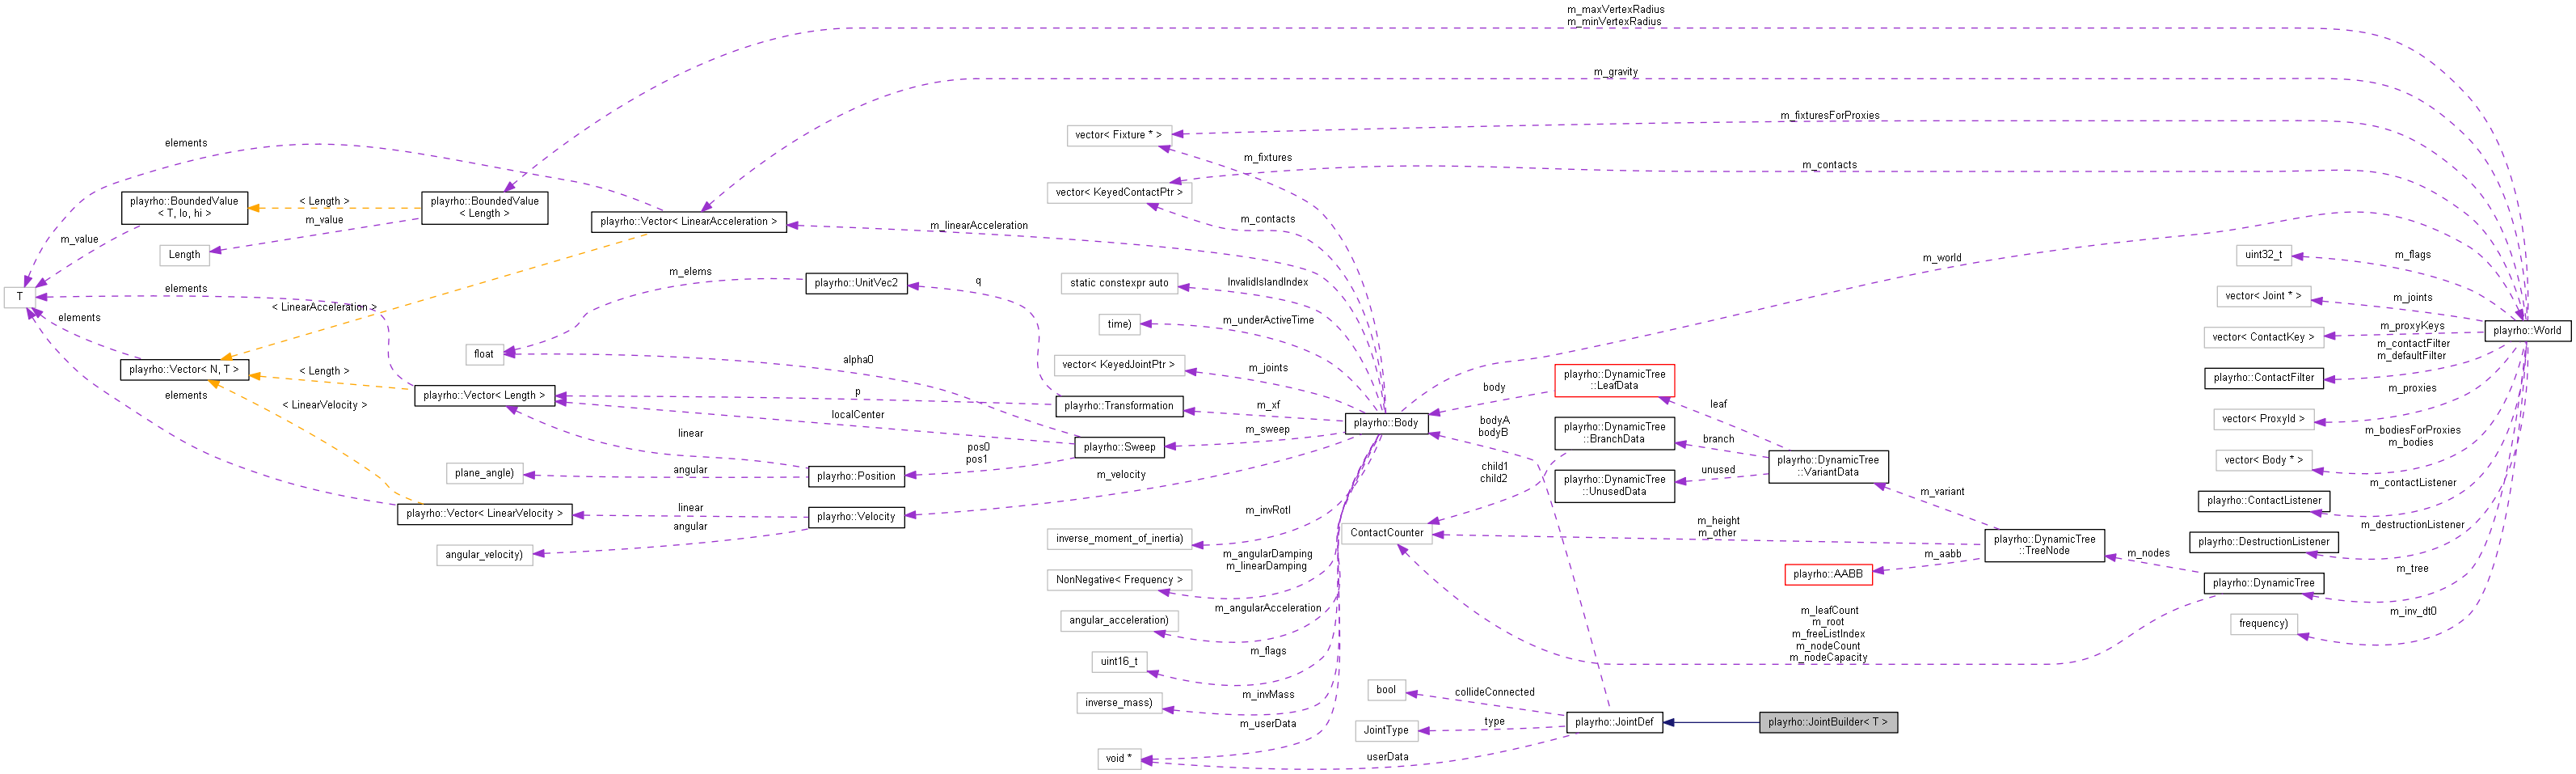 m_maxVertexRadius
m_minVertexRadius
m_gravity
m_fixturesForProxies
vector< Fixture * >
elements
m_fixtures
m_contacts
vector< KeyedContactPtr >
playrho::BoundedValue
< T, lo, hi >
< Length >
playrho::BoundedValue
< Length >
m_value
playrho::Vector< LinearAcceleration >
m_linearAcceleration
m_contacts
m_value
Length
m_world
uint32_t
m_flags
m_elems
playrho::UnitVec2
q
static constexpr auto
InvalidIslandIndex
T
elements
vector< Joint * >
m_joints
< LinearAcceleration >
elements
time)
m_underActiveTime
playrho::World
vector< ContactKey >
m_proxyKeys
m_contactFilter
m_defaultFilter
float
alpha0
vector< KeyedJointPtr >
m_joints
playrho::Vector< N, T >
< Length >
playrho::ContactFilter
playrho::DynamicTree
::LeafData
body
m_proxies
playrho::Vector< Length >
elements
p
< LinearVelocity >
playrho::Transformation
m_xf
leaf
localCenter
playrho::Body
bodyA
bodyB
vector< ProxyId >
linear
m_sweep
playrho::DynamicTree
::BranchData
branch
m_bodiesForProxies
m_bodies
playrho::Sweep
pos0
pos1
vector< Body * >
plane_angle)
angular
playrho::Position
m_velocity
child1
child2
playrho::DynamicTree
::UnusedData
unused
playrho::DynamicTree
::VariantData
m_contactListener
m_variant
playrho::ContactListener
playrho::Vector< LinearVelocity >
linear
playrho::Velocity
m_invRotI
angular
angular_velocity)
ContactCounter
m_height
m_other
m_destructionListener
inverse_moment_of_inertia)
playrho::DynamicTree
::TreeNode
playrho::DestructionListener
m_angularDamping
m_linearDamping
m_aabb
m_nodes
m_tree
NonNegative< Frequency >
playrho::AABB
playrho::DynamicTree
m_angularAcceleration
m_inv_dt0
angular_acceleration)
m_leafCount
m_root
m_freeListIndex
m_nodeCount
m_nodeCapacity
frequency)
m_flags
uint16_t
m_invMass
inverse_mass)
bool
collideConnected
m_userData
JointType
type
playrho::JointDef
playrho::JointBuilder< T >
void *
userData